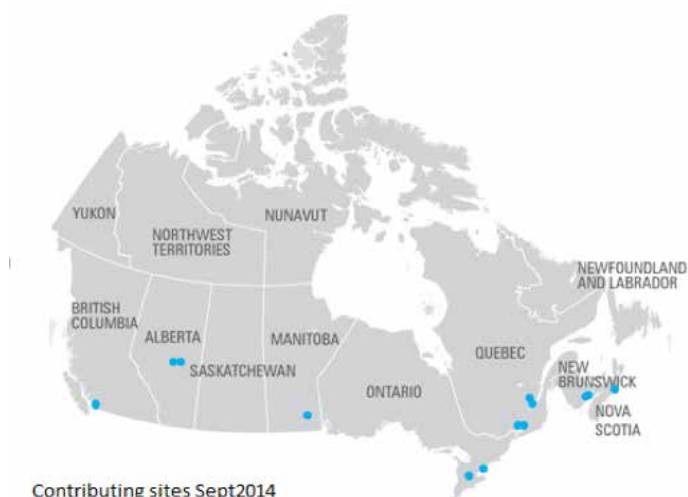 YUKON
NORTHWEST
TERRITORIES
NUNAVUT
NEWFOUNDLAND
AND LABRADOR
BRITISH
COLUMBIA
ALBERTA
MANITOBA
SASKATCHEWAN
ONTARIO
QUEBEC
NEW
BRUNSWICK
NOVA
SCOTIA
Contributing sites Sept2014